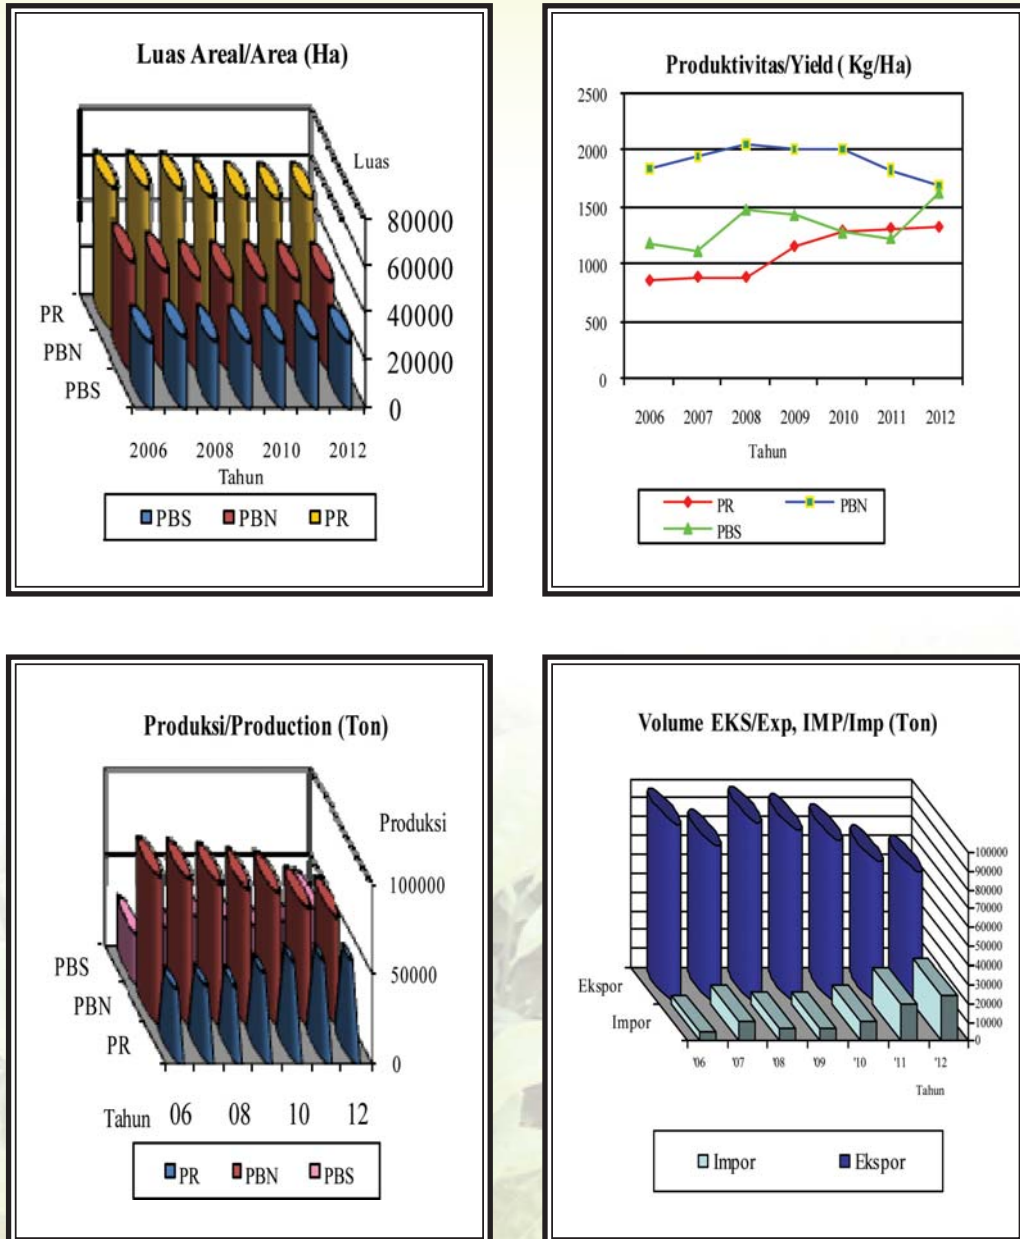 Luas Areal/Area (Ha)
Luas
80000
60000
40000
20000
0
PR
PBN
PBS
2006 2008 2010 2012
Tahun
PBS PBN PR
Produktivitas/Yield ( Kg/Ha)
2500
2000
1500
1000
500
0
2006 2007 2008 2009 2010 2011 2012
Tahun
PR PBN
PBS
Produksi/Production (Ton)
Produksi
100000
50000
0
PBS
PBN
PR
Tahun 06 08 10 12
PR PBN PBS
Volume EKS/Exp, IMP/Imp (Ton)
100000
90000
80000
70000
60000
50000
40000
30000
20000
10000
0
Ekspor
Impor
'06 '07 '08 '09 '10 '11 '12
Tahun
Impor Ekspor